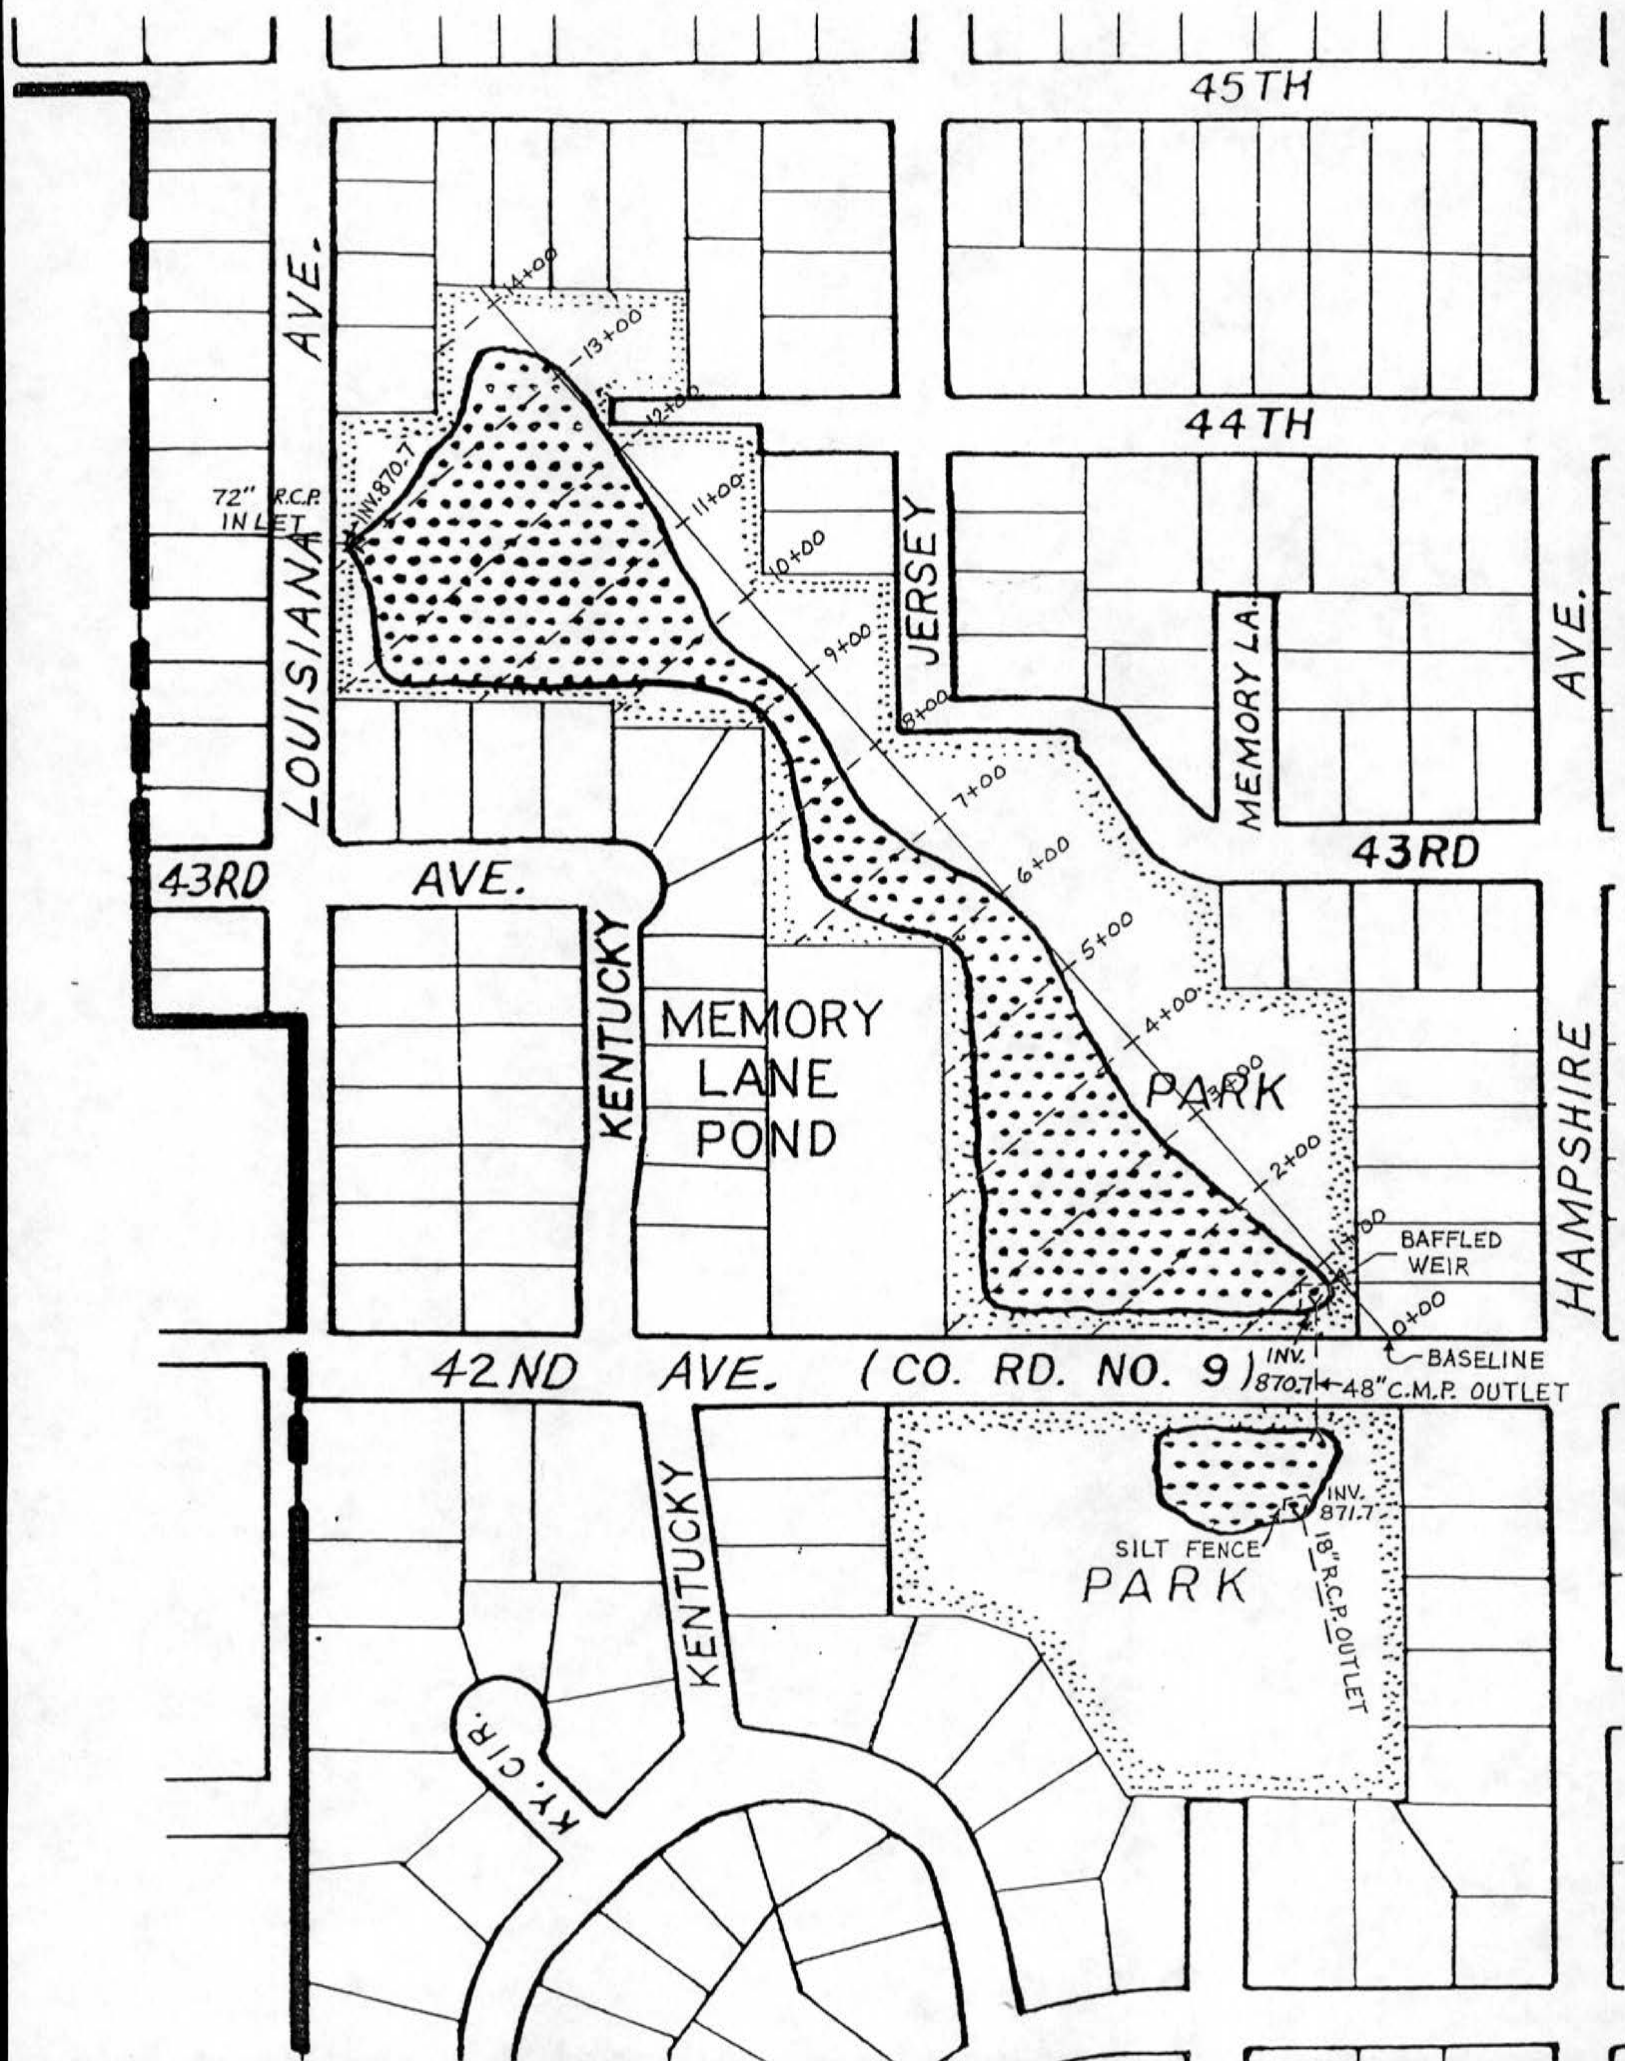 45TH
AVE.
14+00
13+00
12+00
44TH
INV. 870.7
72" R.C.P.
INLET
11+00
10+00
JERSEY
LOUISIANA
9+00
8+00
MEMORY LA.
AVE.
7+00
6+00
43RD
AVE.
43RD
KENTUCKY
5+00
4+00
MEMORY
LANE
POND
3+00
PARK
2+00
1+00
HAMPSHIRE
BAFFLED
WEIR
0+00
42ND AVE. (CO. RD. NO. 9)
INV.
870.7
BASELINE
48" C.M.P. OUTLET
KENTUCKY
INV.
871.7
SILT FENCE
PARK
18" R.C.P. OUTLET
KY. CIR.